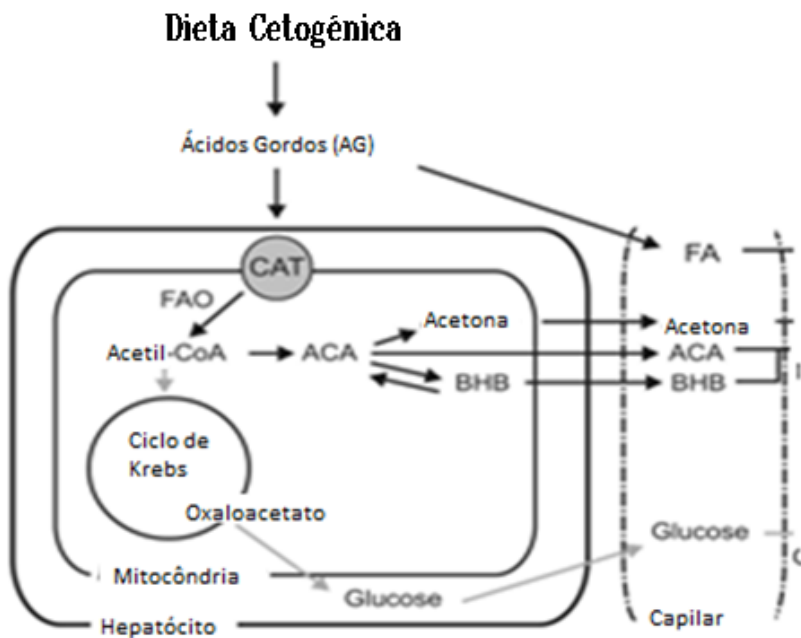 Dieta Cetogénica
Ácidos Gordos (AG)
CAT
FA
FAO
Acetona
Acetona
Acetil-CoA
ACA
ACA
BHB
BHB
Ciclo de
Krebs
Oxaloacetato
Glucose
Mitocôndria
Glucose
Hepatócito
Capilar